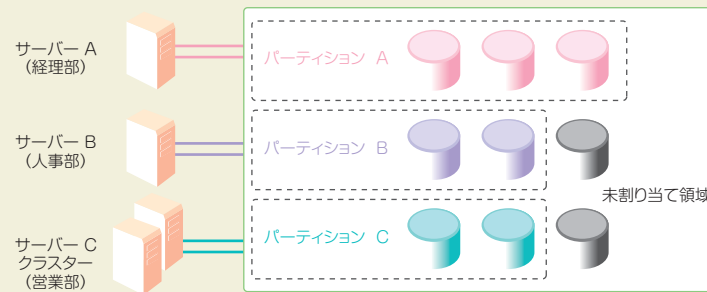 サーバー A
（経理部）
パーティション A
サーバー B
（人事部）
パーティション B
未割り当て領域
サーバー C
クラスター
（営業部）
パーティション C